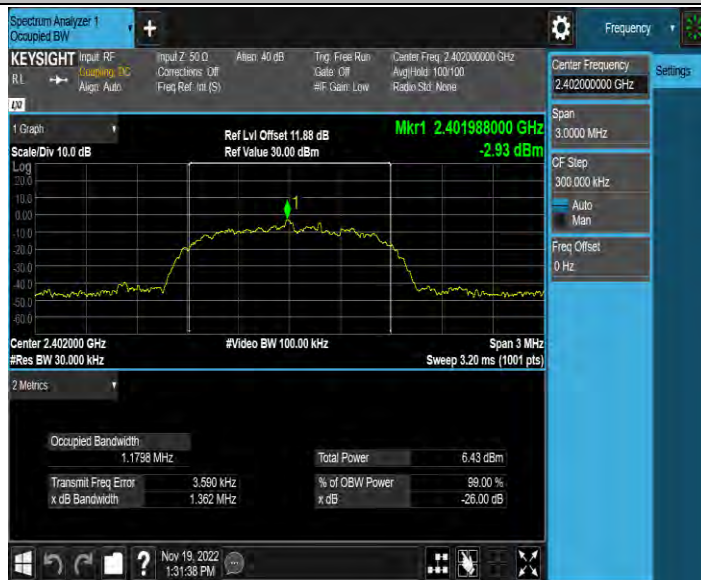 Spectrum Analyzer 1
Occupied BW
+
Frequency
KEYSIGHT
RL
Input: RF
Coupling: DC
Align: Auto
Input Z: 50 Ω
Corrections: Off
Freq Ref: Int (S)
Atten: 40 dB
Trig: Free Run
Gate: Off
#IF Gain: Low
Center Freq: 2.402000000 GHz
Avg|Hold: 100/100
Radio Std: None
LXI
Center Frequency
2.402000000 GHz
Settings
Span
3.0000 MHz
CF Step
300.000 kHz
Auto
Man
Freq Offset
0 Hz
1 Graph
Scale/Div 10.0 dB
Ref Lvl Offset 11.88 dB
Ref Value 30.00 dBm
Mkr1 2.401988000 GHz
-2.93 dBm
Log
20.0
10.0
0.00
-10.0
-20.0
-30.0
-40.0
-50.0
-60.0
1
Center 2.402000 GHz
#Res BW 30.000 kHz
#Video BW 100.00 kHz
Span 3 MHz
Sweep 3.20 ms (1001 pts)
2 Metrics
Occupied Bandwidth
1.1798 MHz
Total Power 6.43 dBm
Transmit Freq Error 3.590 kHz
% of OBW Power 99.00 %
x dB Bandwidth 1.362 MHz
x dB -26.00 dB
?
Nov 19, 2022
1:31:38 PM